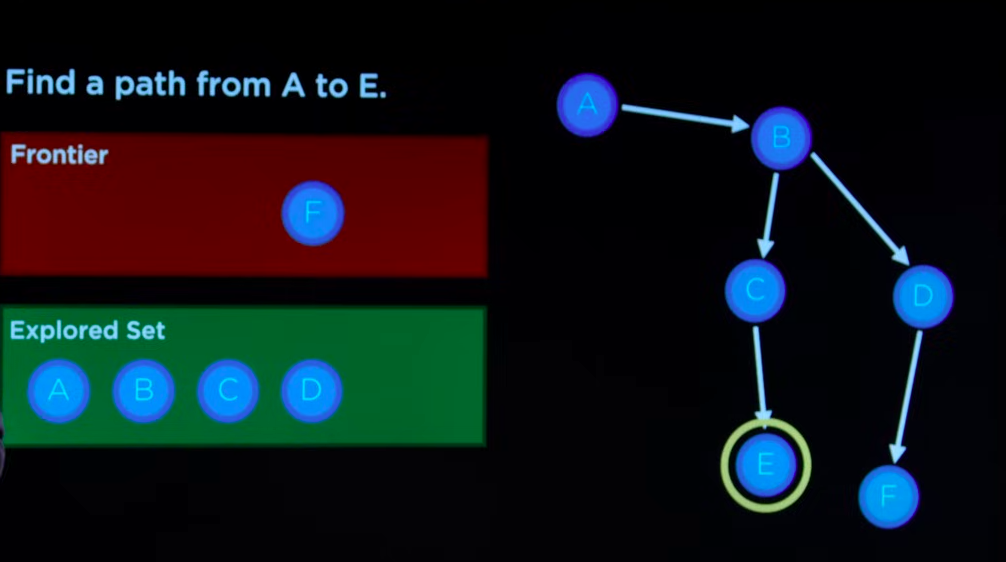 Find a path from A to E.
Frontier
F
Explored Set
A B C D
A
B
C
D
E
F